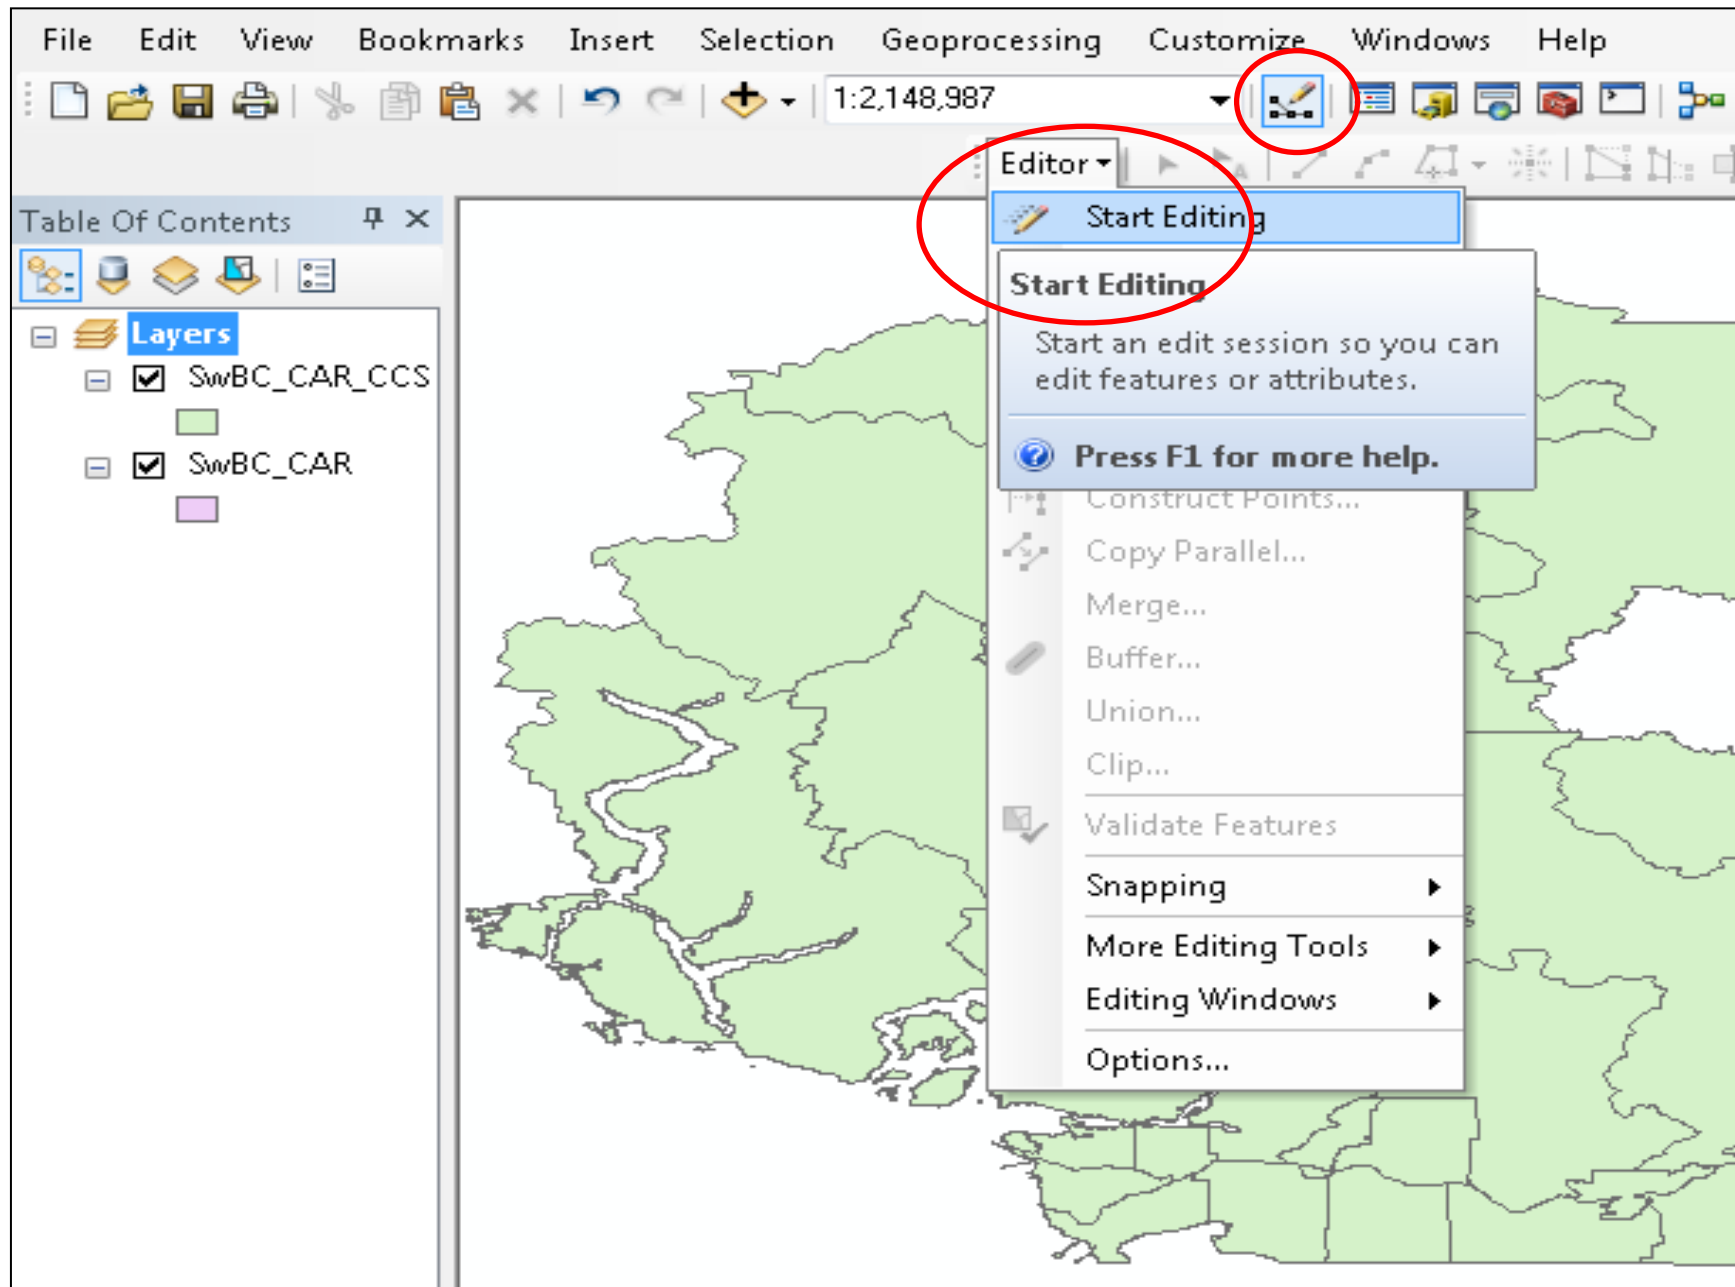 File Edit View Bookmarks Insert Selection Geoprocessing Customize Windows Help
1:2,148,987
Editor
Table Of Contents
Start Editing
Start Editing
Layers
Start an edit session so you can
edit features or attributes.
SwBC_CAR_CCS
SwBC_CAR
Press F1 for more help.
Construct Points...
Copy Parallel...
Merge...
Buffer...
Union...
Clip...
Validate Features
Snapping
More Editing Tools
Editing Windows
Options...